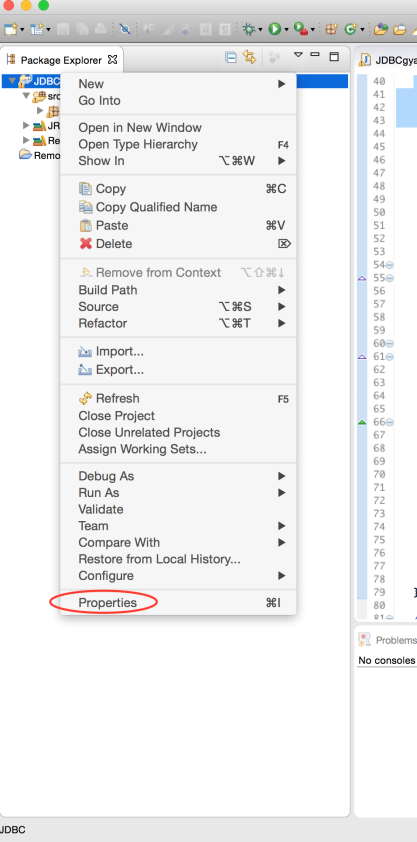 Package Explorer
JDBCgya
JDBC
src
JR
Re
Remo
New
Go Into
Open in New Window
Open Type Hierarchy F4
Show In ⌥⌘W
Copy ⌘C
Copy Qualified Name
Paste ⌘V
Delete ⌦
Remove from Context ⌥⇧⌘↓
Build Path
Source ⌥⌘S
Refactor ⌥⌘T
Import...
Export...
Refresh F5
Close Project
Close Unrelated Projects
Assign Working Sets...
Debug As
Run As
Validate
Team
Compare With
Restore from Local History...
Configure
Properties ⌘I
40
41
42
43
44
45
46
47
48
49
50
51
52
53
54
55
56
57
58
59
60
61
62
63
64
65
66
67
68
69
70
71
72
73
74
75
76
77
78
79 }
80
81
Problems
No consoles
JDBC